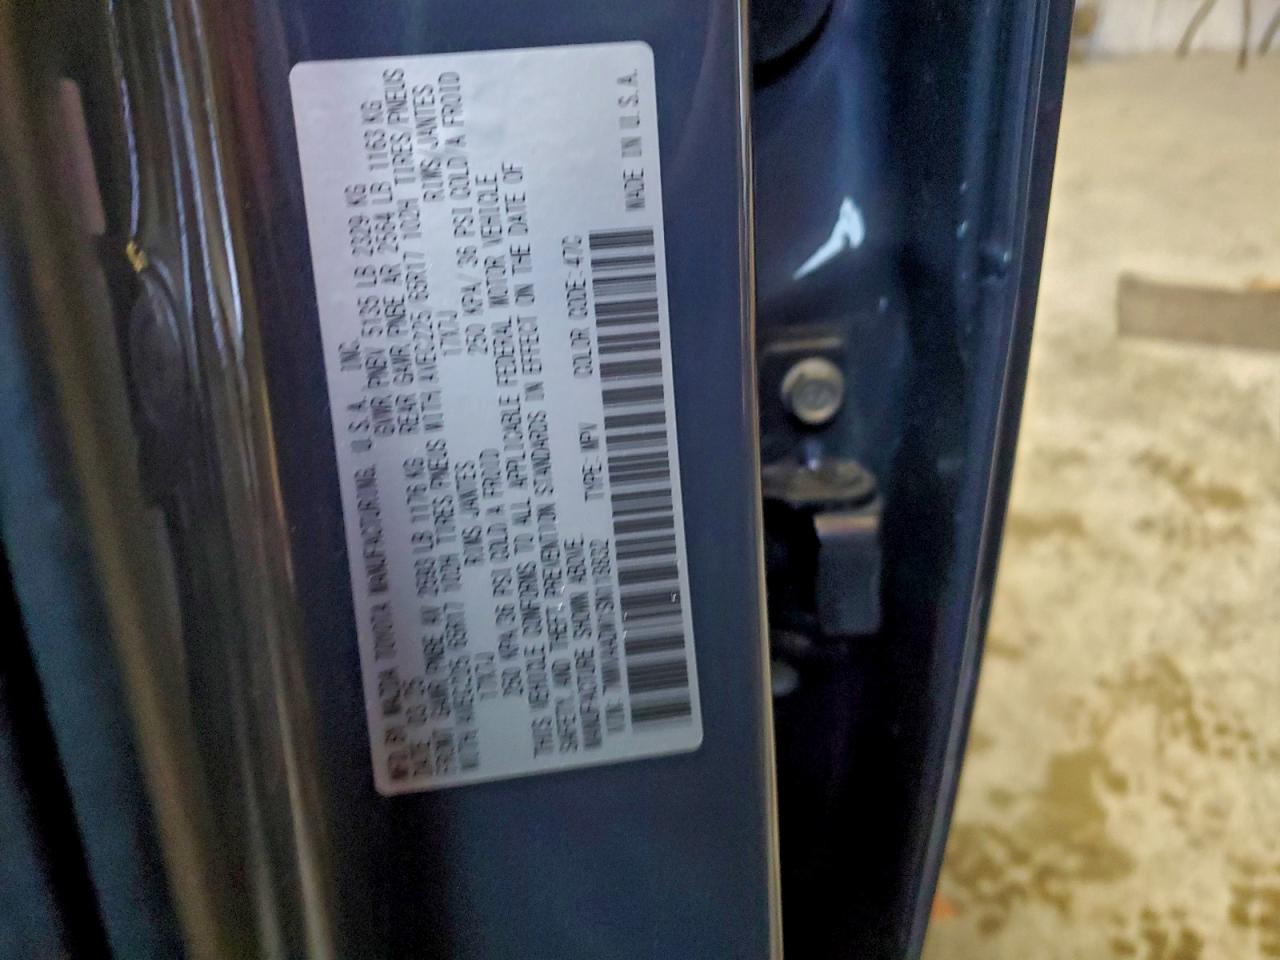 MFD. BY MAZDA TOYOTA MANUFACTURING, U.S.A., INC.
DATE: 03/25 GVWR/PNBV 5135 LB 2329 KG
FRONT GAWR/PNBE AV 2593 LB 1176 KG REAR GAWR/PNBE AR 2564 LB 1163 KG
WITH/AVEC225/65R17 102H TIRES/PNEUS WITH/AVEC225/65R17 102H TIRES/PNEUS
17X7J RIMS/JANTES 17X7J RIMS/JANTES
250 KPA/36 PSI COLD/A FROID 250 KPA/36 PSI COLD/A FROID
THIS VEHICLE CONFORMS TO ALL APPLICABLE FEDERAL MOTOR VEHICLE
SAFETY AND THEFT PREVENTION STANDARDS IN EFFECT ON THE DATE OF
MANUFACTURE SHOWN ABOVE.
VIN: TYPE: MPV COLOR CODE: 47C
MADE IN U.S.A.